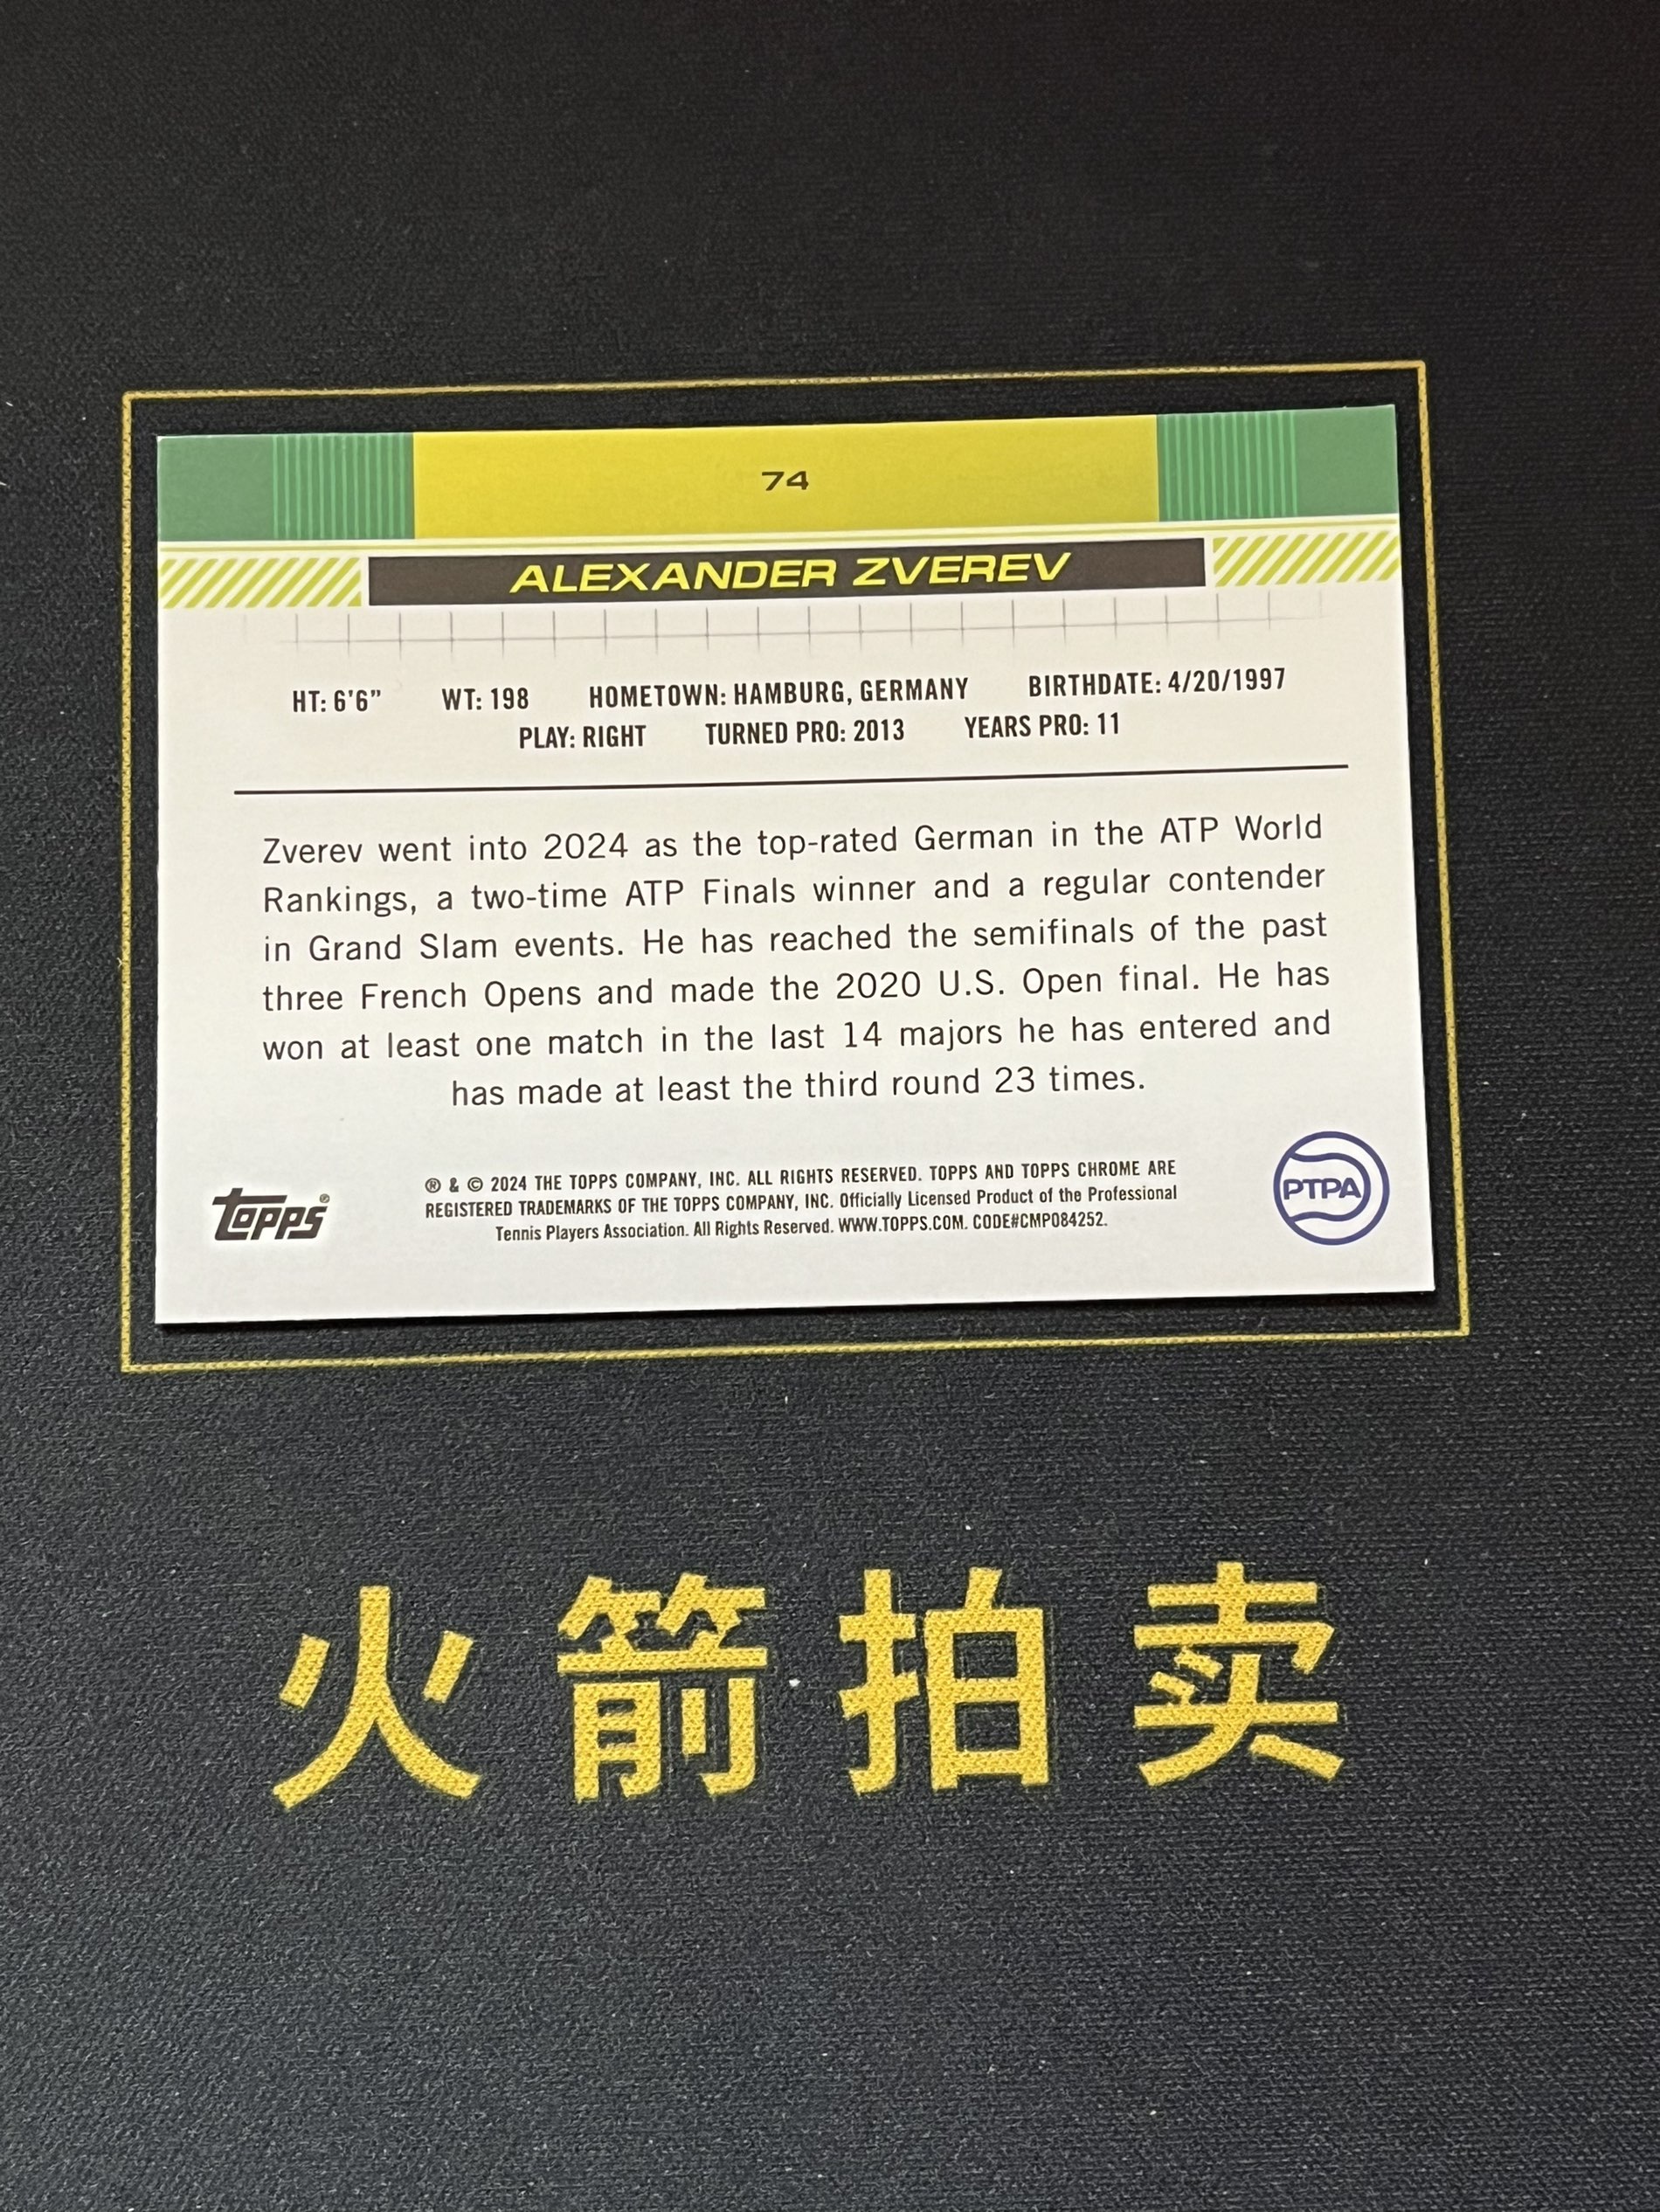 74
ALEXANDER ZVEREV
HT: 6'6" WT: 198 HOMETOWN: HAMBURG, GERMANY BIRTHDATE: 4/20/1997
PLAY: RIGHT TURNED PRO: 2013 YEARS PRO: 11
Zverev went into 2024 as the top-rated German in the ATP World
Rankings, a two-time ATP Finals winner and a regular contender
in Grand Slam events. He has reached the semifinals of the past
three French Opens and made the 2020 U.S. Open final. He has
won at least one match in the last 14 majors he has entered and
has made at least the third round 23 times.
topps®
® & © 2024 THE TOPPS COMPANY, INC. ALL RIGHTS RESERVED. TOPPS AND TOPPS CHROME ARE
REGISTERED TRADEMARKS OF THE TOPPS COMPANY, INC. Officially Licensed Product of the Professional
Tennis Players Association. All Rights Reserved. WWW.TOPPS.COM. CODE#CMP084252.
PTPA
火箭拍卖